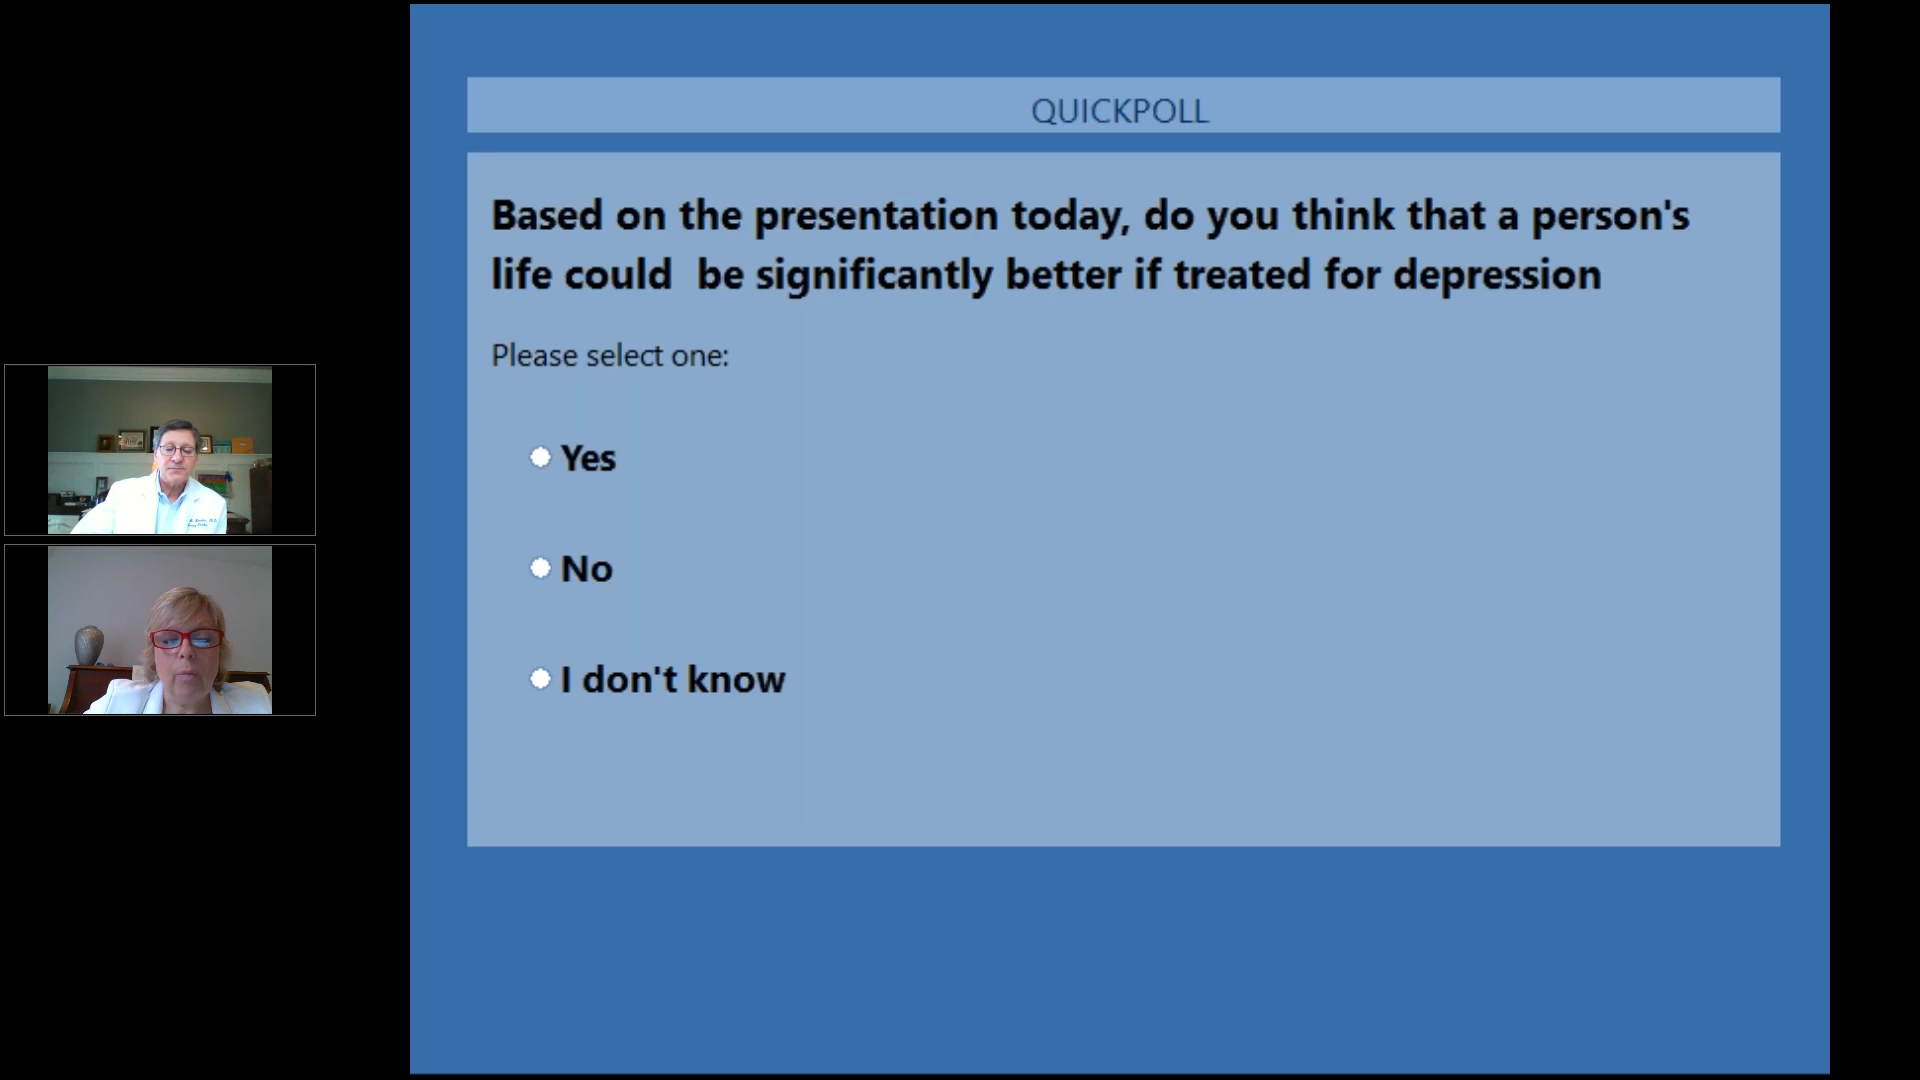 QUICKPOLL
Based on the presentation today, do you think that a person's
life could  be significantly better if treated for depression
Please select one:
Yes
No
I don't know